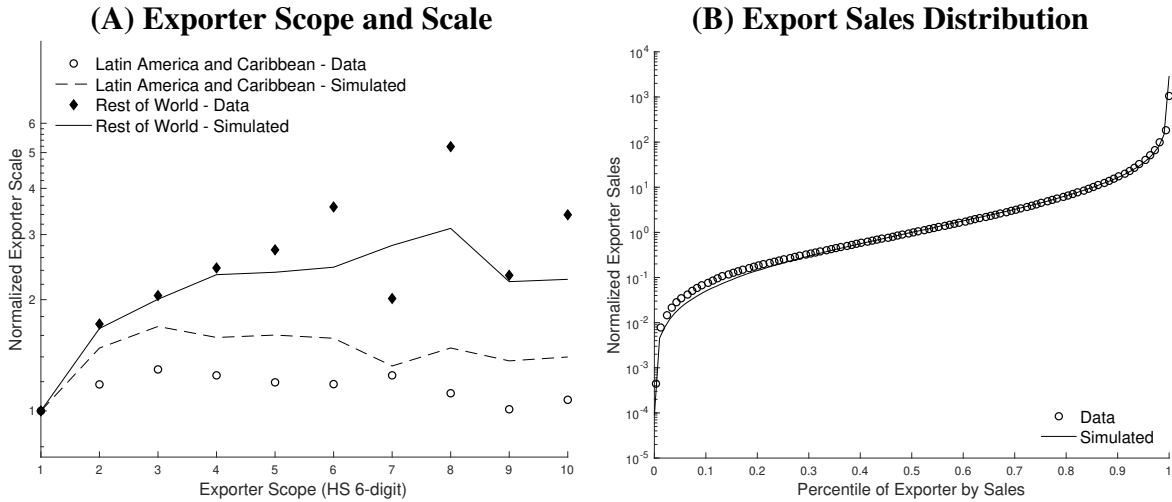 (A) Exporter Scope and Scale
Latin America and Caribbean - Data
Latin America and Caribbean - Simulated
Rest of World - Data
Rest of World - Simulated
Normalized Exporter Scale
6
5
4
3
2
1
1 2 3 4 5 6 7 8 9 10
Exporter Scope (HS 6-digit)
(B) Export Sales Distribution
Normalized Exporter Sales
10^4
10^3
10^2
10^1
10^0
10^-1
10^-2
10^-3
10^-4
10^-5
Data
Simulated
0 0.1 0.2 0.3 0.4 0.5 0.6 0.7 0.8 0.9 1
Percentile of Exporter by Sales